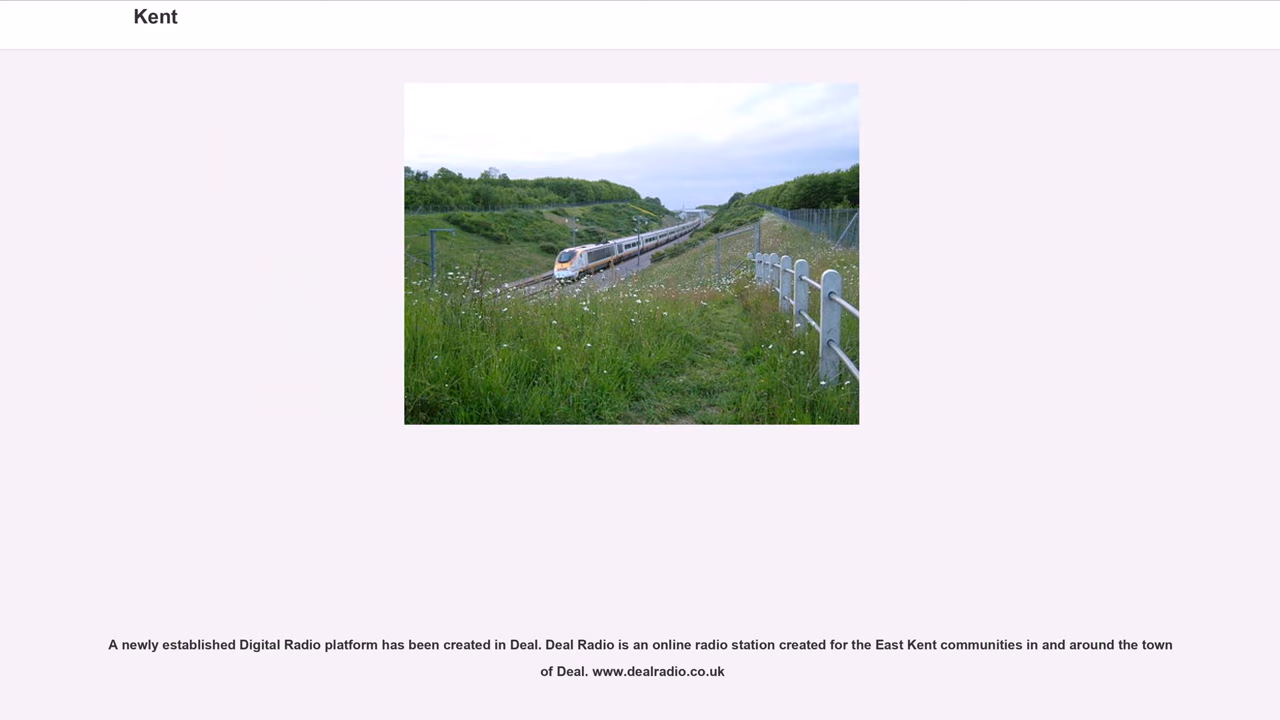 Kent
A newly established Digital Radio platform has been created in Deal. Deal Radio is an online radio station created for the East Kent communities in and around the town
of Deal. www.dealradio.co.uk